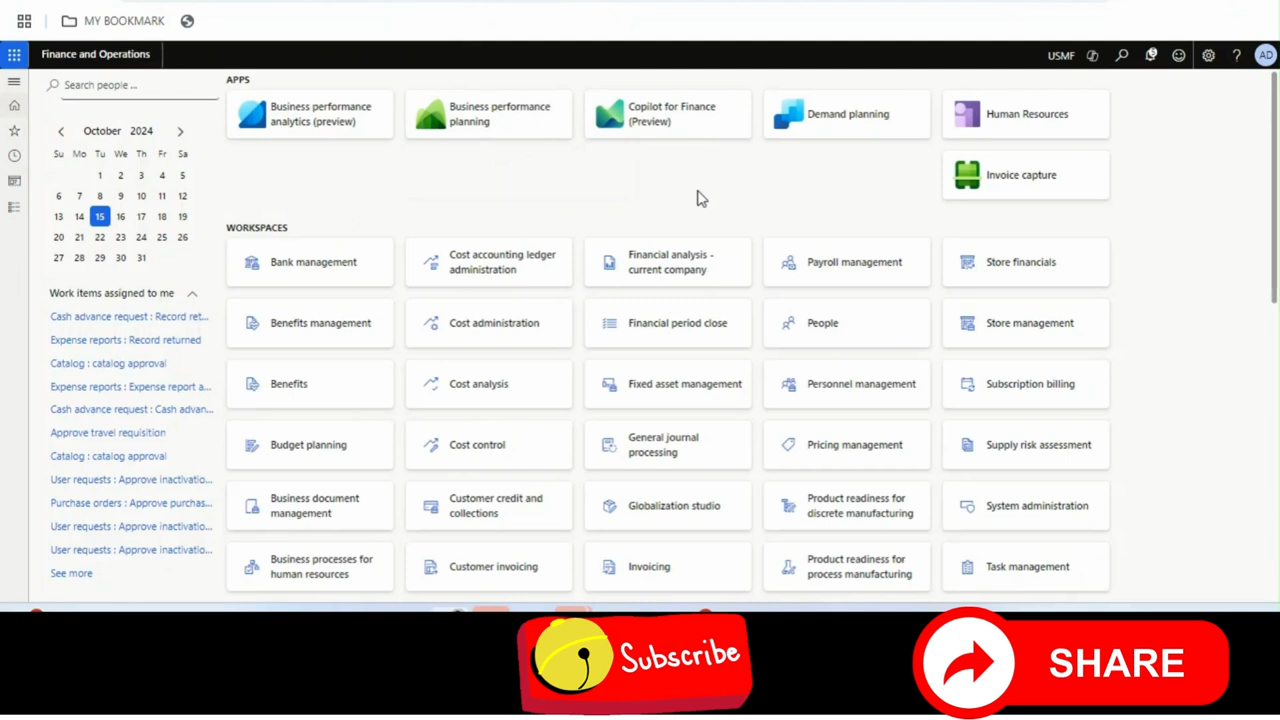 MY BOOKMARK
Finance and Operations
USMF
AD
Search people ...
October 2024
Su Mo Tu We Th Fr Sa
1 2 3 4 5
6 7 8 9 10 11 12
13 14 15 16 17 18 19
20 21 22 23 24 25 26
27 28 29 30 31
Work items assigned to me
Cash advance request : Record ret...
Expense reports : Record returned
Catalog : catalog approval
Expense reports : Expense report a...
Cash advance request : Cash advan...
Approve travel requisition
Catalog : catalog approval
User requests : Approve inactivatio...
Purchase orders : Approve purchas...
User requests : Approve inactivatio...
User requests : Approve inactivatio...
See more
APPS
Business performance
analytics (preview)
Business performance
planning
Copilot for Finance
(Preview)
Demand planning
Human Resources
Invoice capture
WORKSPACES
Bank management
Cost accounting ledger
administration
Financial analysis -
current company
Payroll management
Store financials
Benefits management
Cost administration
Financial period close
People
Store management
Benefits
Cost analysis
Fixed asset management
Personnel management
Subscription billing
Budget planning
Cost control
General journal
processing
Pricing management
Supply risk assessment
Business document
management
Customer credit and
collections
Globalization studio
Product readiness for
discrete manufacturing
System administration
Business processes for
human resources
Customer invoicing
Invoicing
Product readiness for
process manufacturing
Task management
Subscribe
SHARE